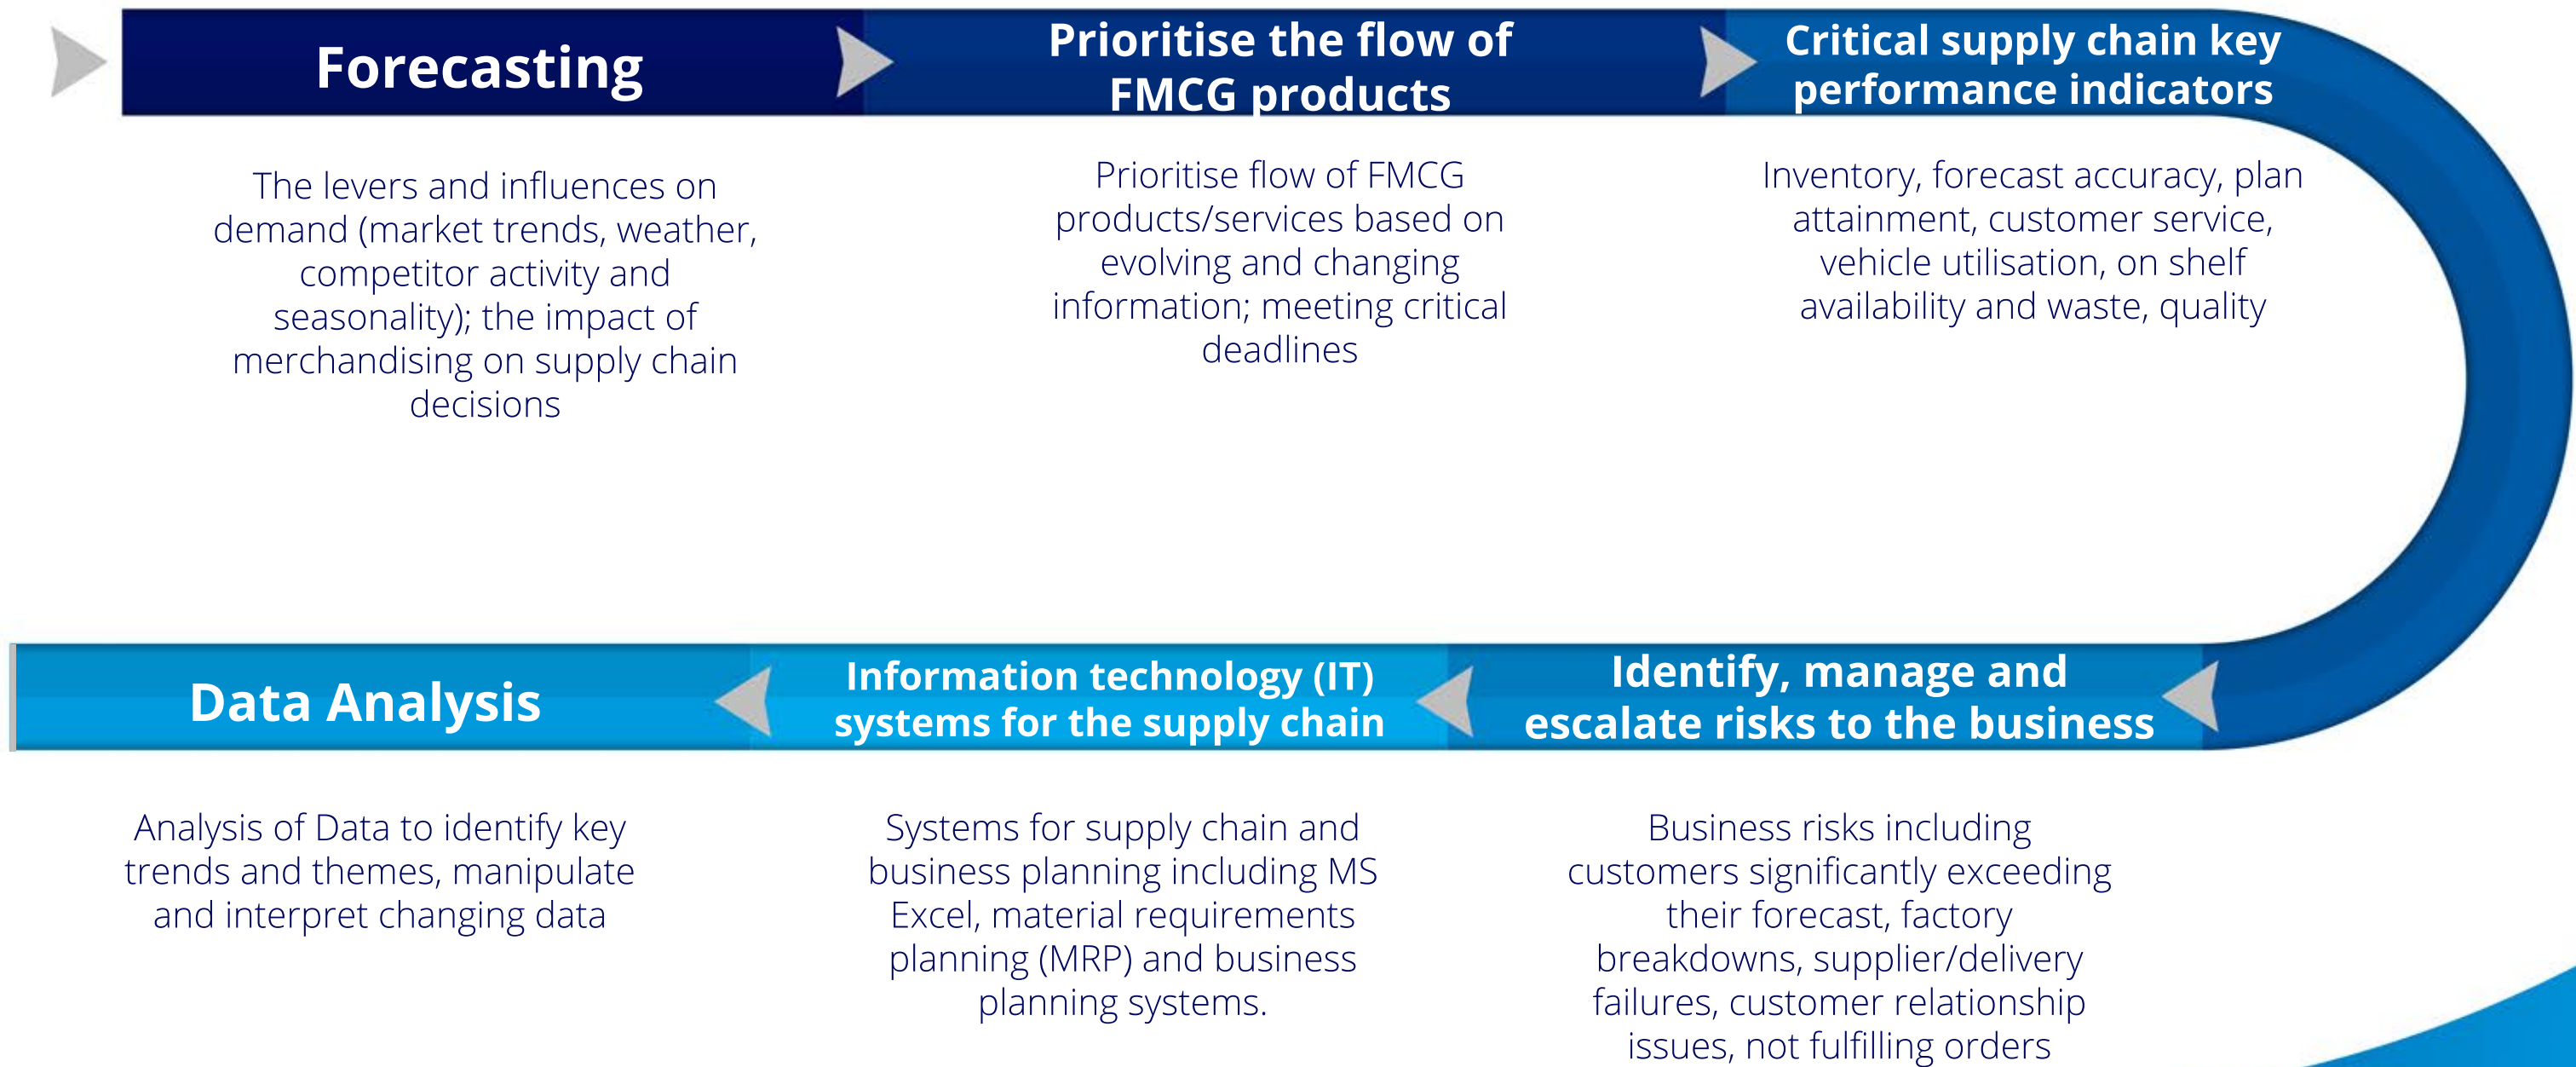 Forecasting
The levers and influences on
demand (market trends, weather,
competitor activity and
seasonality); the impact of
merchandising on supply chain
decisions
Prioritise the flow of
FMCG products
Prioritise flow of FMCG
products/services based on
evolving and changing
information; meeting critical
deadlines
Critical supply chain key
performance indicators
Inventory, forecast accuracy, plan
attainment, customer service,
vehicle utilisation, on shelf
availability and waste, quality
Identify, manage and
escalate risks to the business
Business risks including
customers significantly exceeding
their forecast, factory
breakdowns, supplier/delivery
failures, customer relationship
issues, not fulfilling orders
Information technology (IT)
systems for the supply chain
Systems for supply chain and
business planning including MS
Excel, material requirements
planning (MRP) and business
planning systems.
Data Analysis
Analysis of Data to identify key
trends and themes, manipulate
and interpret changing data